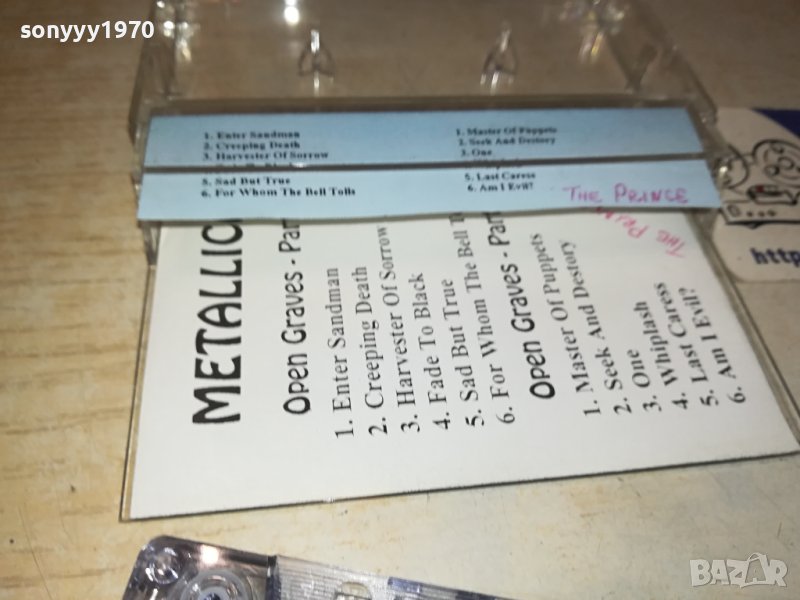 sonyyy1970
1. Enter Sandman
2. Creeping Death
3. Harvester Of Sorrow
1. Master Of Puppets
2. Seek And Destory
3. One
5. Sad But True
6. For Whom The Bell Tolls
5. Last Caress
6. Am I Evil?
THE PRINCE
THE PRIN
METALLIC
Open Graves - Part
1. Enter Sandman
2. Creeping Death
3. Harvester Of Sorrow
4. Fade To Black
5. Sad But True
6. For Whom The Bell T
Open Graves - Part
1. Master Of Puppets
2. Seek And Destory
3. One
4. Whiplash
5. Last Caress
6. Am I Evil?
http
BAZAR